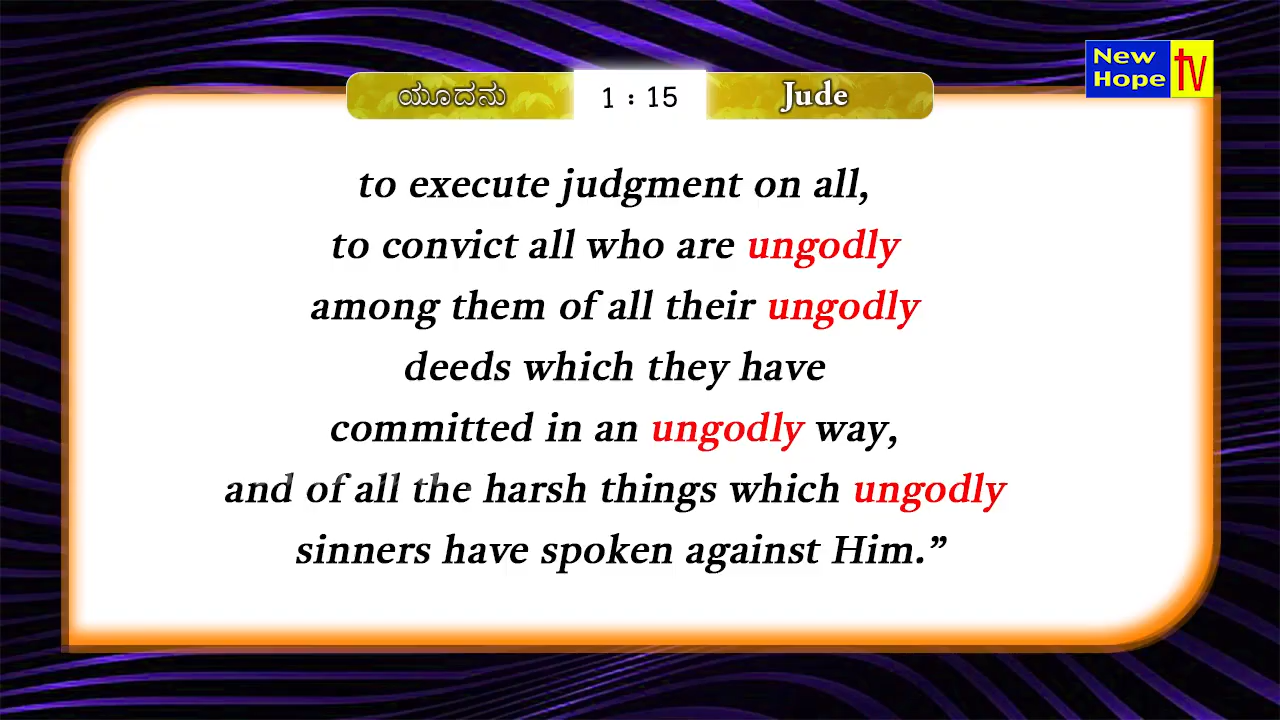 ಯೂದನು 1 : 15 Jude
New Hope TV
to execute judgment on all,
to convict all who are ungodly
among them of all their ungodly
deeds which they have
committed in an ungodly way,
and of all the harsh things which ungodly
sinners have spoken against Him.”